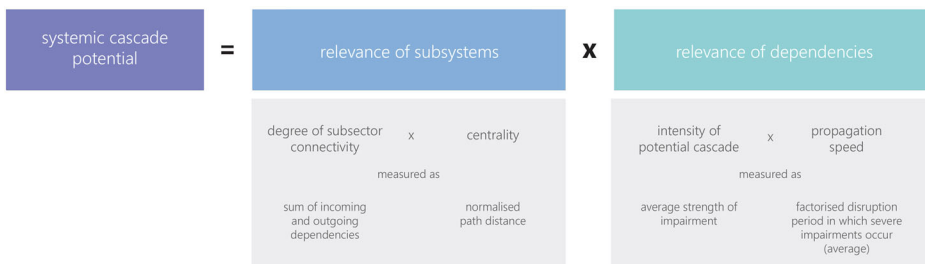 systemic cascade
potential
=
relevance of subsystems
x
relevance of dependencies
degree of subsector
connectivity
x
centrality
measured as
sum of incoming
and outgoing
dependencies
normalised
path distance
intensity of
potential cascade
x
propagation
speed
measured as
average strength of
impairment
factorised disruption
period in which severe
impairments occur
(average)